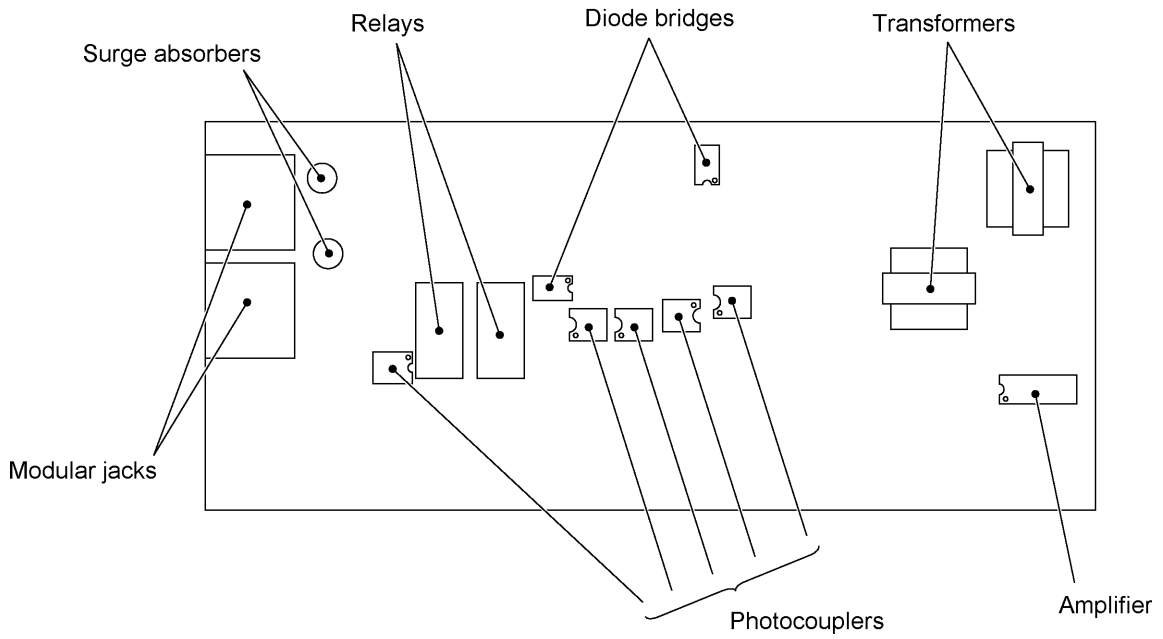 Diode bridges
Relays
Transformers
Surge absorbers
Modular jacks
Amplifier
Photocouplers